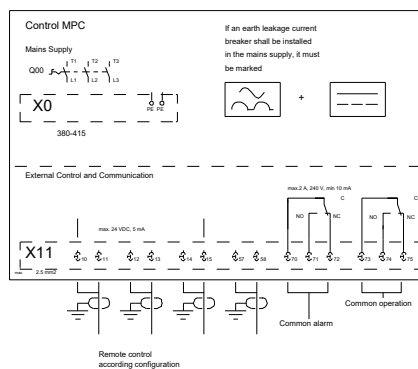 Control MPC
Mains Supply
T1 T2 T3
Q00
L1 L2 L3
X0
PE PE
380-415
If an earth leakage current
breaker shall be installed
in the mains supply, it must
be marked
+
External Control and Communication
max. 24 VDC, 5 mA
max.2 A, 240 V, min 10 mA
C C
NO NC NO NC
X11
10 11 12 13 14 15 57 58 70 71 72 73 74 75
max. 2.5 mm2
Common operation
Common alarm
Remote control
according configuration